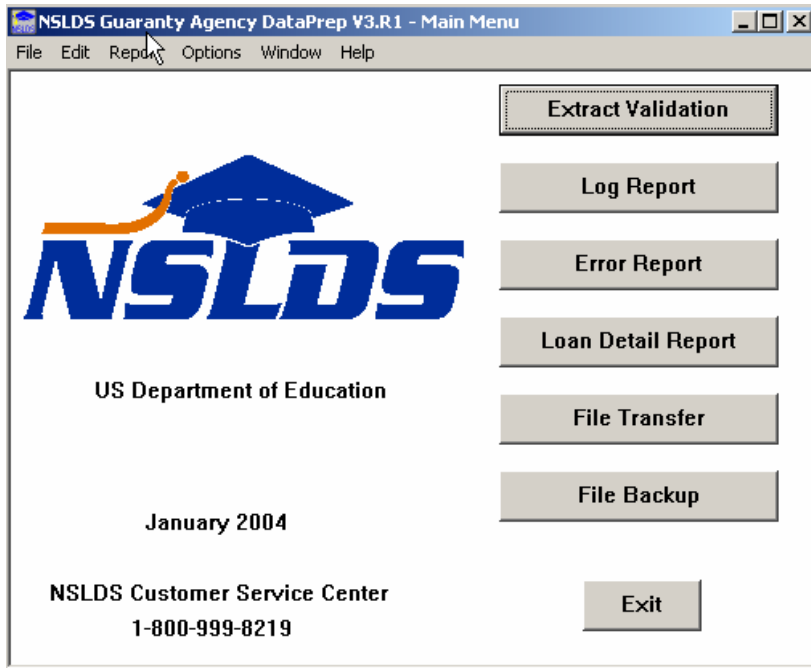 NSLDS Guaranty Agency DataPrep V3.R1 - Main Menu
File Edit Report Options Window Help
Extract Validation
Log Report
Error Report
Loan Detail Report
File Transfer
File Backup
Exit
NSLDS
US Department of Education
January 2004
NSLDS Customer Service Center
1-800-999-8219